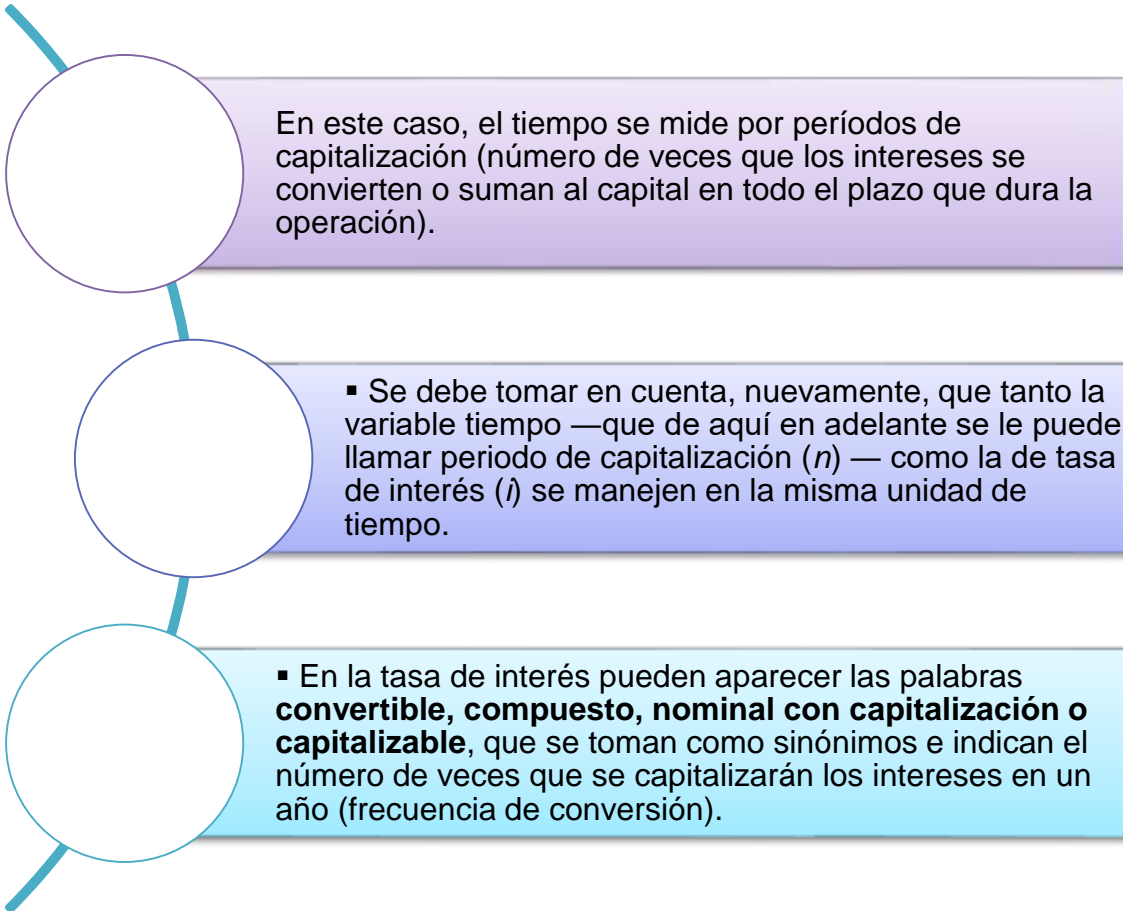 En este caso, el tiempo se mide por períodos de
capitalización (número de veces que los intereses se
convierten o suman al capital en todo el plazo que dura la
operación).
▪ Se debe tomar en cuenta, nuevamente, que tanto la
variable tiempo —que de aquí en adelante se le puede
llamar periodo de capitalización (n) — como la de tasa
de interés (i) se manejen en la misma unidad de
tiempo.
▪ En la tasa de interés pueden aparecer las palabras
convertible, compuesto, nominal con capitalización o
capitalizable, que se toman como sinónimos e indican el
número de veces que se capitalizarán los intereses en un
año (frecuencia de conversión).